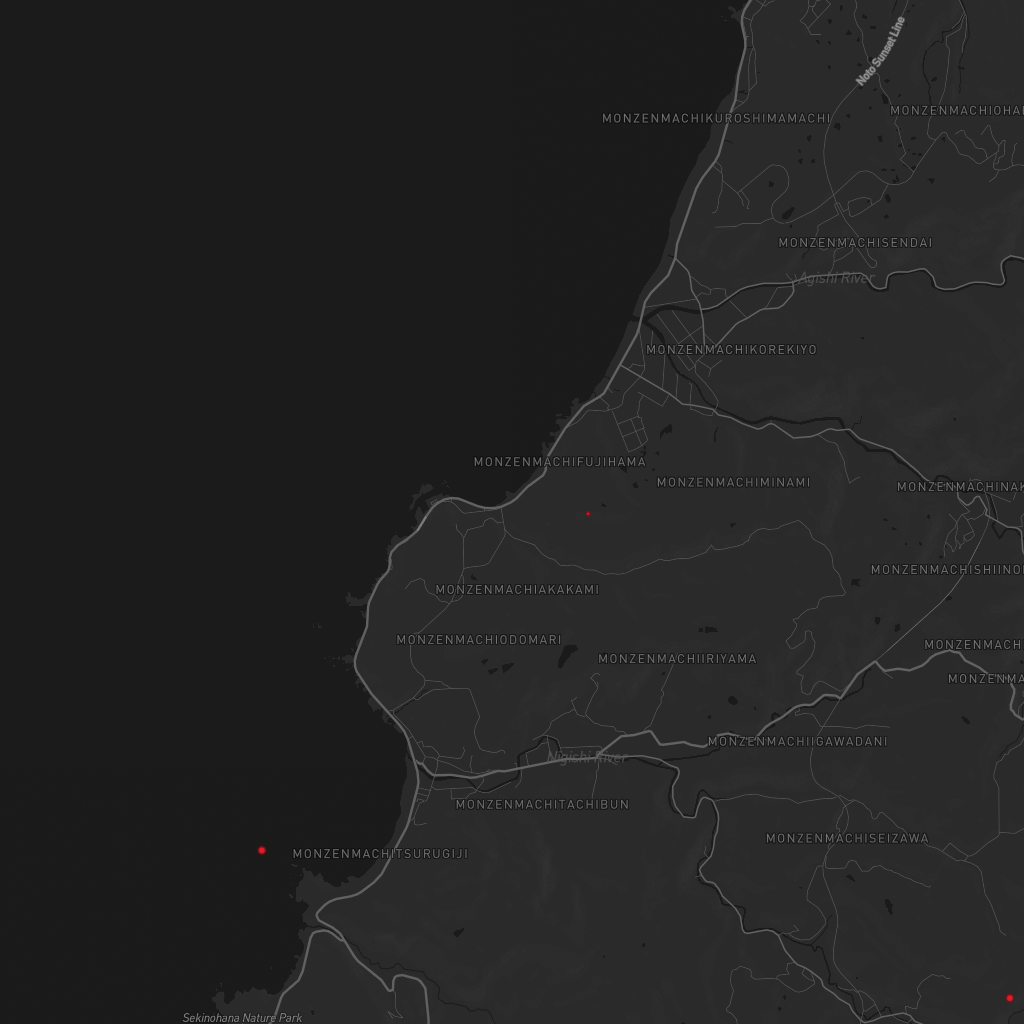 Noto Sunset Line
MONZENMACHIKUROSHIMAMACHI
MONZENMACHIOHA
MONZENMACHISENDAI
Agishi River
MONZENMACHIKOREKIYO
MONZENMACHIFUJIHAMA
MONZENMACHIMINAMI
MONZENMACHINAK
MONZENMACHISHIINO
MONZENMACHIAKAKAMI
MONZENMACHIODOMARI
MONZENMACH
MONZENMACHIIRIYAMA
MONZENMA
MONZENMACHIIGAWADANI
Nigishi River
MONZENMACHITACHIBUN
MONZENMACHISEIZAWA
MONZENMACHITSURUGIJI
Sekinohana Nature Park